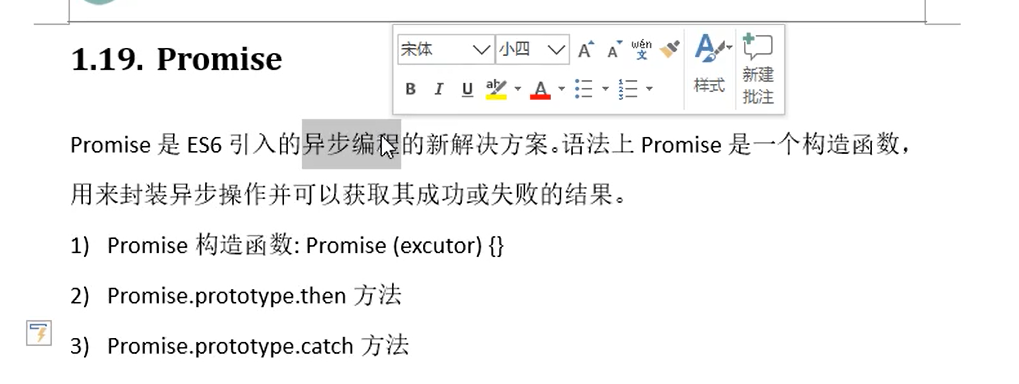 1.19. Promise
宋体 小四 A A wén 文
B I U ab A
样式
新建
批注
Promise 是 ES6 引入的异步编程的新解决方案。语法上 Promise 是一个构造函数，
用来封装异步操作并可以获取其成功或失败的结果。
1) Promise 构造函数: Promise (excutor) {}
2) Promise.prototype.then 方法
3) Promise.prototype.catch 方法